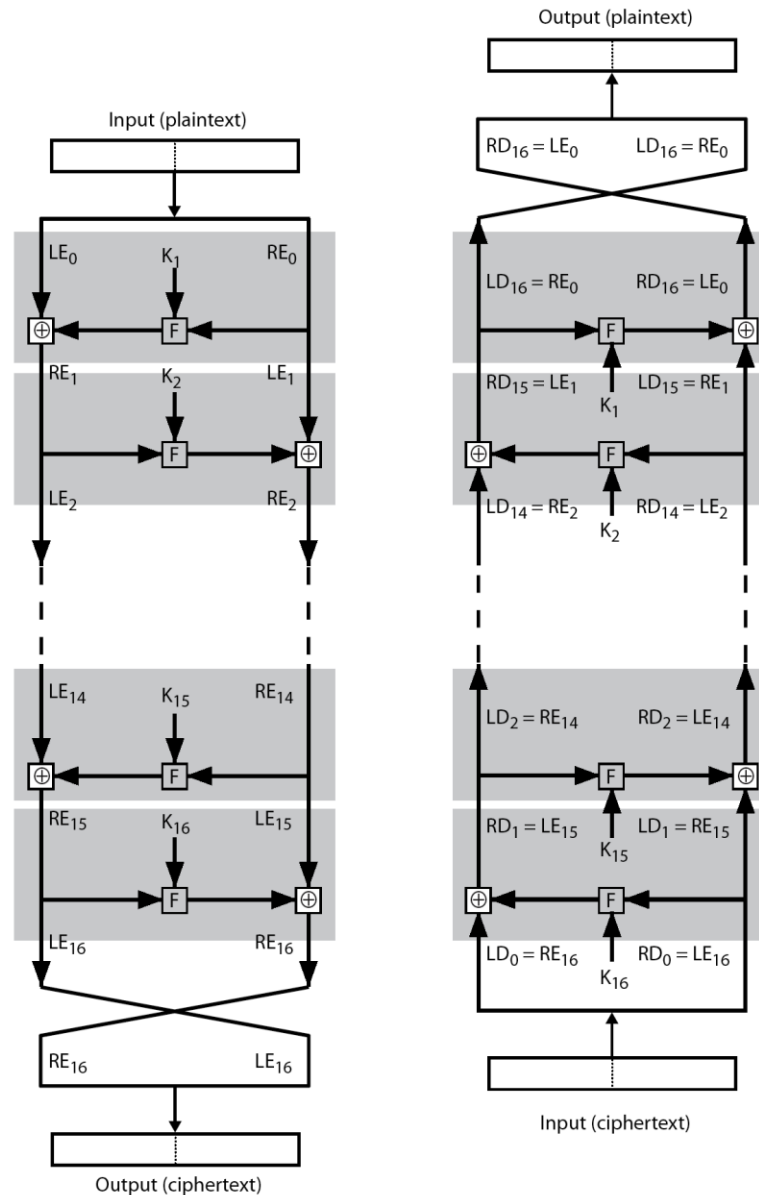 Input (plaintext)
LE₀
K₁
RE₀
⊕
F
RE₁
K₂
LE₁
F
⊕
LE₂
RE₂
LE₁₄
K₁₅
RE₁₄
⊕
F
RE₁₅
K₁₆
LE₁₅
F
⊕
LE₁₆
RE₁₆
RE₁₆
LE₁₆
Output (ciphertext)
Output (plaintext)
RD₁₆ = LE₀
LD₁₆ = RE₀
LD₁₆ = RE₀
RD₁₆ = LE₀
F
⊕
RD₁₅ = LE₁
K₁
LD₁₅ = RE₁
⊕
F
LD₁₄ = RE₂
K₂
RD₁₄ = LE₂
LD₂ = RE₁₄
RD₂ = LE₁₄
F
⊕
RD₁ = LE₁₅
K₁₅
LD₁ = RE₁₅
⊕
F
LD₀ = RE₁₆
K₁₆
RD₀ = LE₁₆
Input (ciphertext)